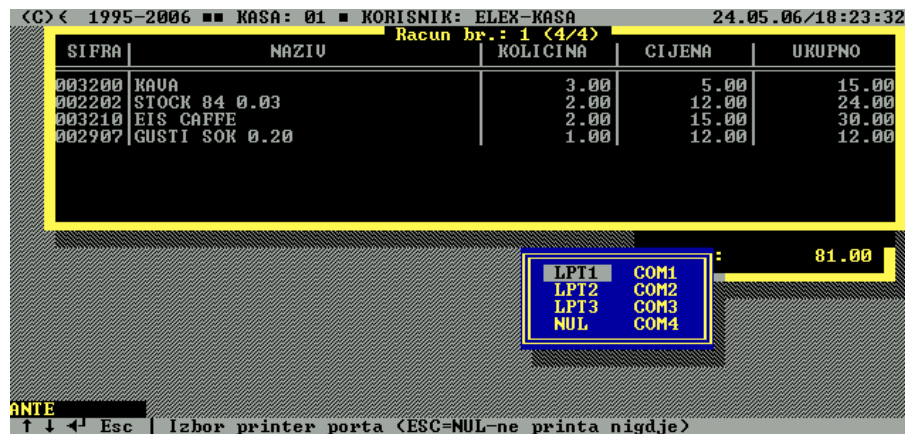 (C)< 1995-2006 ■■ KASA: 01 ■ KORISNIK: ELEX-KASA 24.05.06/18:23:32
Racun br.: 1 (4/4)
SIFRA NAZIV KOLICINA CIJENA UKUPNO
003200 KAVA 3.00 5.00 15.00
002202 STOCK 84 0.03 2.00 12.00 24.00
003210 EIS CAFFE 2.00 15.00 30.00
002907 GUSTI SOK 0.20 1.00 12.00 12.00
: 81.00
LPT1 COM1
LPT2 COM2
LPT3 COM3
NUL COM4
ANTE
↑ ↓ ◄┘ Esc | Izbor printer porta (ESC=NUL-ne printa nigdje)